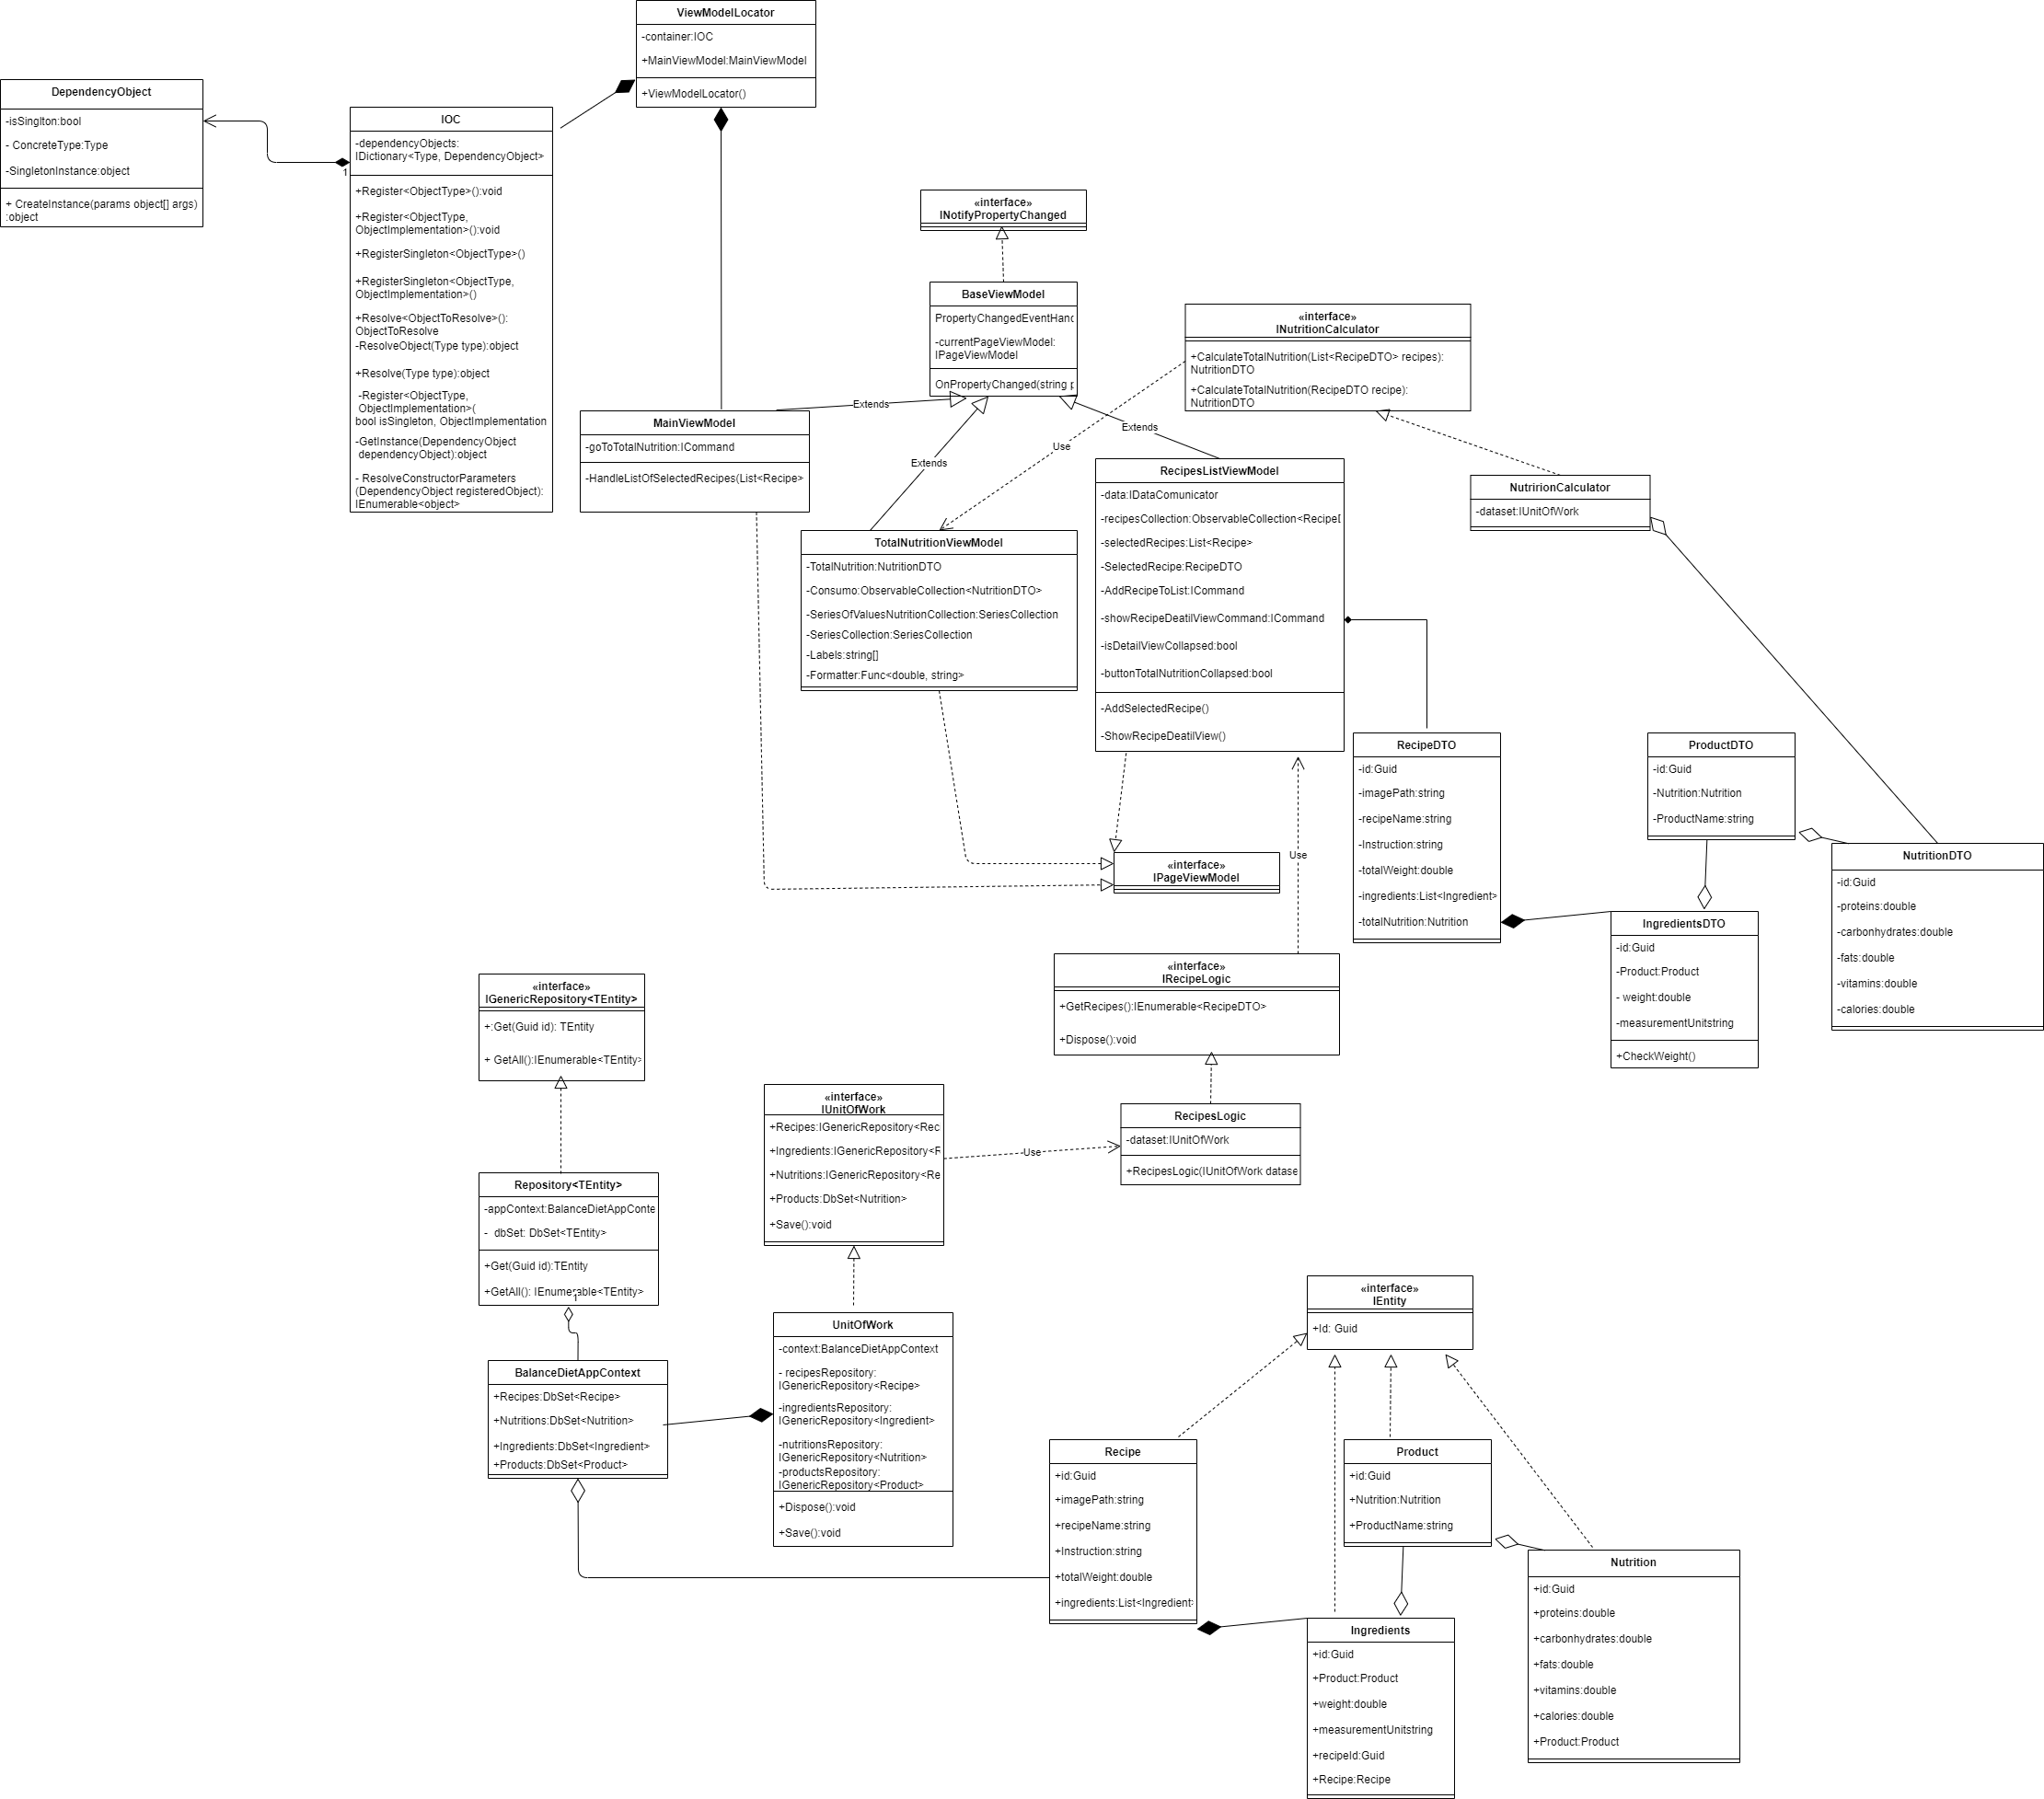 ViewModelLocator
-container:IOC
+MainViewModel:MainViewModel
+ViewModelLocator()
DependencyObject
-isSinglton:bool
- ConcreteType:Type
-SingletonInstance:object
+ CreateInstance(params object[] args)
:object
1
IOC
-dependencyObjects:
IDictionary<Type, DependencyObject>
+Register<ObjectType>():void
+Register<ObjectType,
ObjectImplementation>():void
+RegisterSingleton<ObjectType>()
+RegisterSingleton<ObjectType,
ObjectImplementation>()
+Resolve<ObjectToResolve>():
ObjectToResolve
-ResolveObject(Type type):object
+Resolve(Type type):object
-Register<ObjectType,
ObjectImplementation>(
bool isSingleton, ObjectImplementation
-GetInstance(DependencyObject
dependencyObject):object
- ResolveConstructorParameters
(DependencyObject registeredObject):
IEnumerable<object>
«interface»
INotifyPropertyChanged
BaseViewModel
PropertyChangedEventHand
-currentPageViewModel:
IPageViewModel
OnPropertyChanged(string p
«interface»
INutritionCalculator
+CalculateTotalNutrition(List<RecipeDTO> recipes):
NutritionDTO
+CalculateTotalNutrition(RecipeDTO recipe):
NutritionDTO
Extends
Extends
Extends
Use
MainViewModel
-goToTotalNutrition:ICommand
-HandleListOfSelectedRecipes(List<Recipe>
RecipesListViewModel
-data:IDataComunicator
-recipesCollection:ObservableCollection<RecipeD
-selectedRecipes:List<Recipe>
-SelectedRecipe:RecipeDTO
-AddRecipeToList:ICommand
-showRecipeDeatilViewCommand:ICommand
-isDetailViewCollapsed:bool
-buttonTotalNutritionCollapsed:bool
-AddSelectedRecipe()
-ShowRecipeDeatilView()
NutririonCalculator
-dataset:IUnitOfWork
TotalNutritionViewModel
-TotalNutrition:NutritionDTO
-Consumo:ObservableCollection<NutritionDTO>
-SeriesOfValuesNutritionCollection:SeriesCollection
-SeriesCollection:SeriesCollection
-Labels:string[]
-Formatter:Func<double, string>
RecipeDTO
-id:Guid
-imagePath:string
-recipeName:string
-Instruction:string
-totalWeight:double
-ingredients:List<Ingredient>
-totalNutrition:Nutrition
ProductDTO
-id:Guid
-Nutrition:Nutrition
-ProductName:string
NutritionDTO
-id:Guid
-proteins:double
-carbonhydrates:double
-fats:double
-vitamins:double
-calories:double
«interface»
IPageViewModel
Use
IngredientsDTO
-id:Guid
-Product:Product
- weight:double
-measurementUnitstring
+CheckWeight()
«interface»
IRecipeLogic
+GetRecipes():IEnumerable<RecipeDTO>
+Dispose():void
«interface»
IGenericRepository<TEntity>
+:Get(Guid id): TEntity
+ GetAll():IEnumerable<TEntity>
«interface»
IUnitOfWork
+Recipes:IGenericRepository<Rec
+Ingredients:IGenericRepository<R
+Nutritions:IGenericRepository<Re
+Products:DbSet<Nutrition>
+Save():void
Use
RecipesLogic
-dataset:IUnitOfWork
+RecipesLogic(IUnitOfWork datase
Repository<TEntity>
-appContext:BalanceDietAppConte
- dbSet: DbSet<TEntity>
+Get(Guid id):TEntity
+GetAll(): IEnumerable<TEntity>
1
«interface»
IEntity
+Id: Guid
UnitOfWork
-context:BalanceDietAppContext
- recipesRepository:
IGenericRepository<Recipe>
-ingredientsRepository:
IGenericRepository<Ingredient>
-nutritionsRepository:
IGenericRepository<Nutrition>
-productsRepository:
IGenericRepository<Product>
+Dispose():void
+Save():void
BalanceDietAppContext
+Recipes:DbSet<Recipe>
+Nutritions:DbSet<Nutrition>
+Ingredients:DbSet<Ingredient>
+Products:DbSet<Product>
Recipe
+id:Guid
+imagePath:string
+recipeName:string
+Instruction:string
+totalWeight:double
+ingredients:List<Ingredient>
Product
+id:Guid
+Nutrition:Nutrition
+ProductName:string
Nutrition
+id:Guid
+proteins:double
+carbonhydrates:double
+fats:double
+vitamins:double
+calories:double
+Product:Product
Ingredients
+id:Guid
+Product:Product
+weight:double
+measurementUnitstring
+recipeId:Guid
+Recipe:Recipe